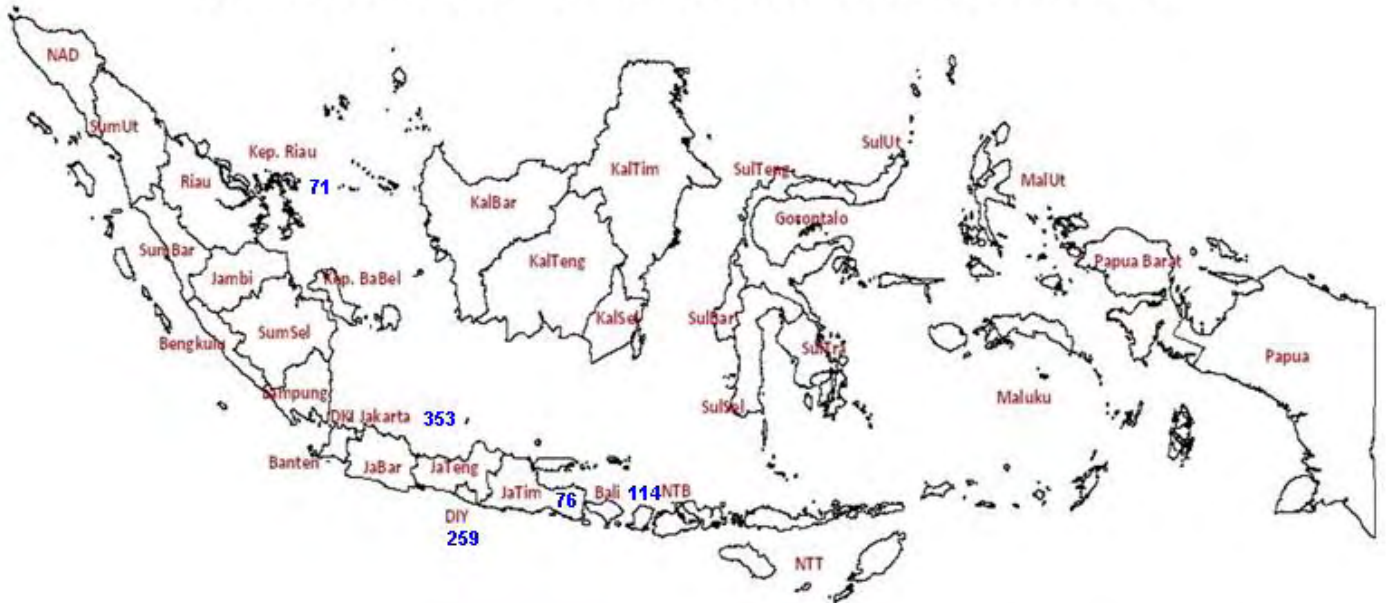 NAD
SumUt
Kep. Riau
Riau
71
SumBar
Jambi
Kep. BaBel
SumSel
Bengkulu
Lampung
KalBar
KalTim
KalTeng
KalSel
SulTeng
SulUt
Gorontalo
SulBar
SulTra
SulSel
MalUt
Papua Barat
Maluku
Papua
DKI Jakarta 353
Banten
JaBar
JaTeng
JaTim
76
Bali
114
NTB
DIY
259
NTT